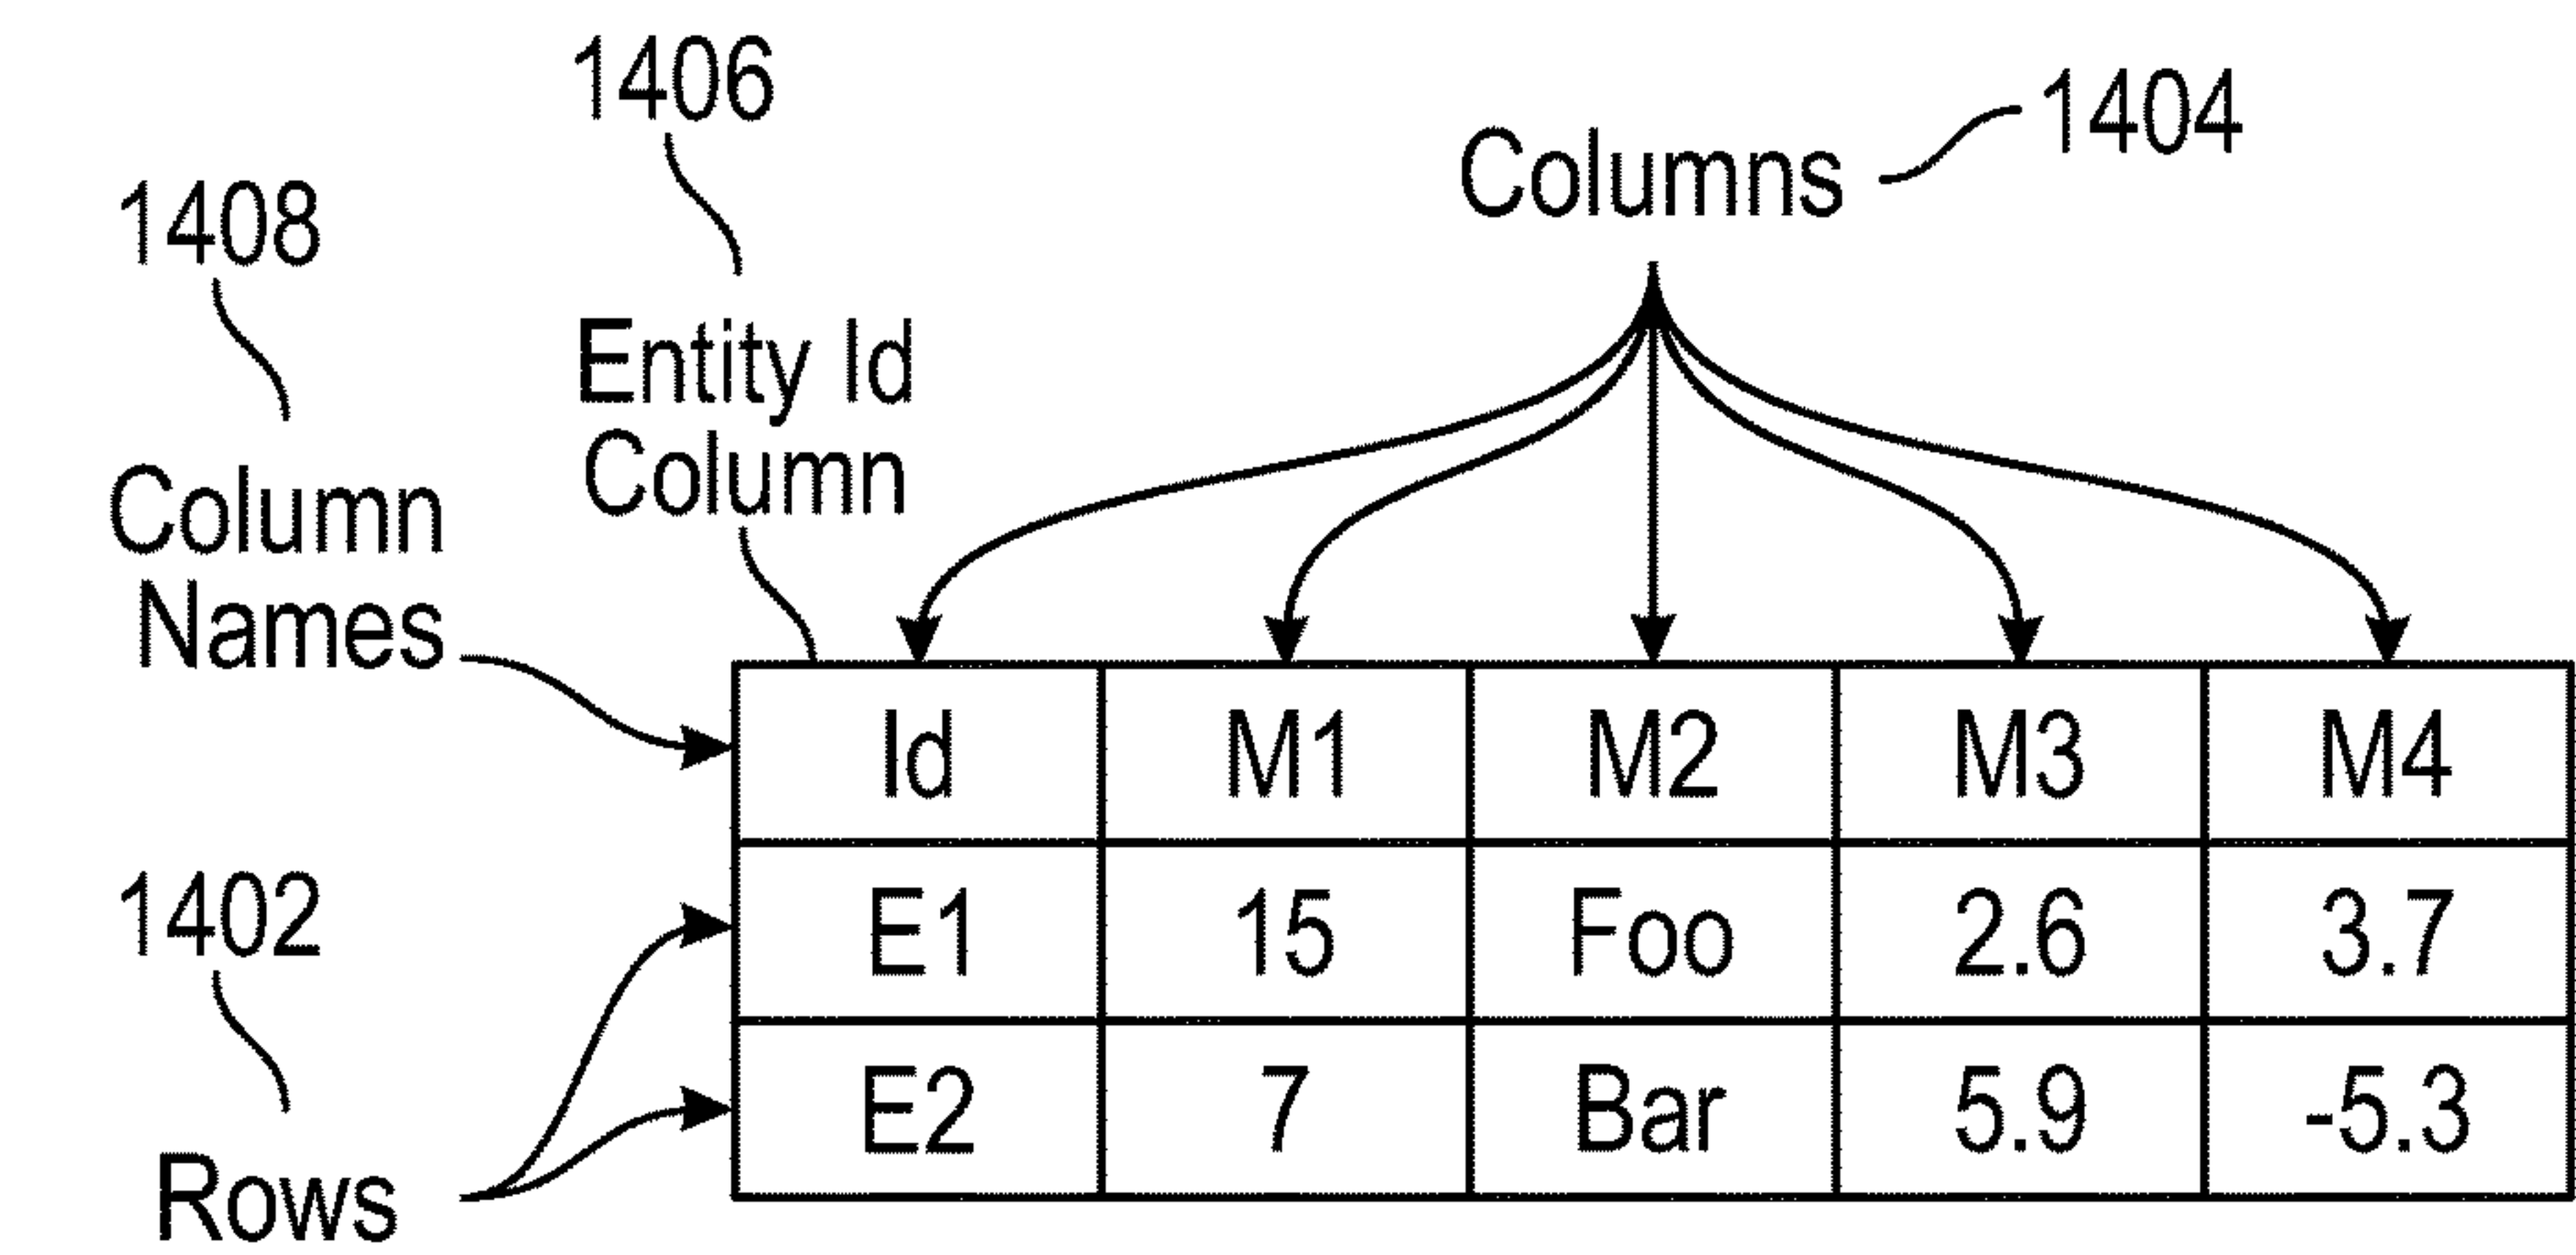 1406
1404
Columns
1408
Entity Id
Column
Column
Names
Id M1 M2 M3 M4
1402
E1 15 Foo 2.6 3.7
E2 7 Bar 5.9 -5.3
Rows